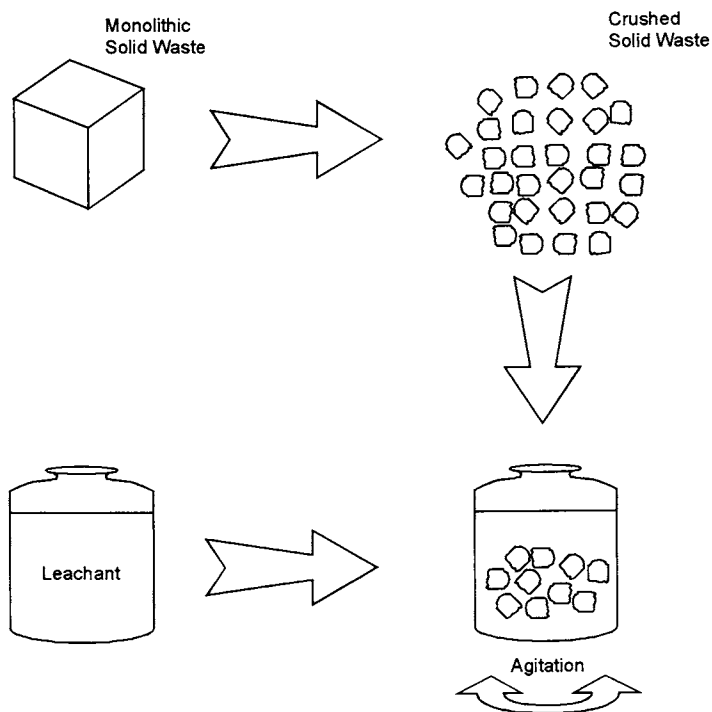 Monolithic
Solid Waste
Crushed
Solid Waste
Leachant
Agitation